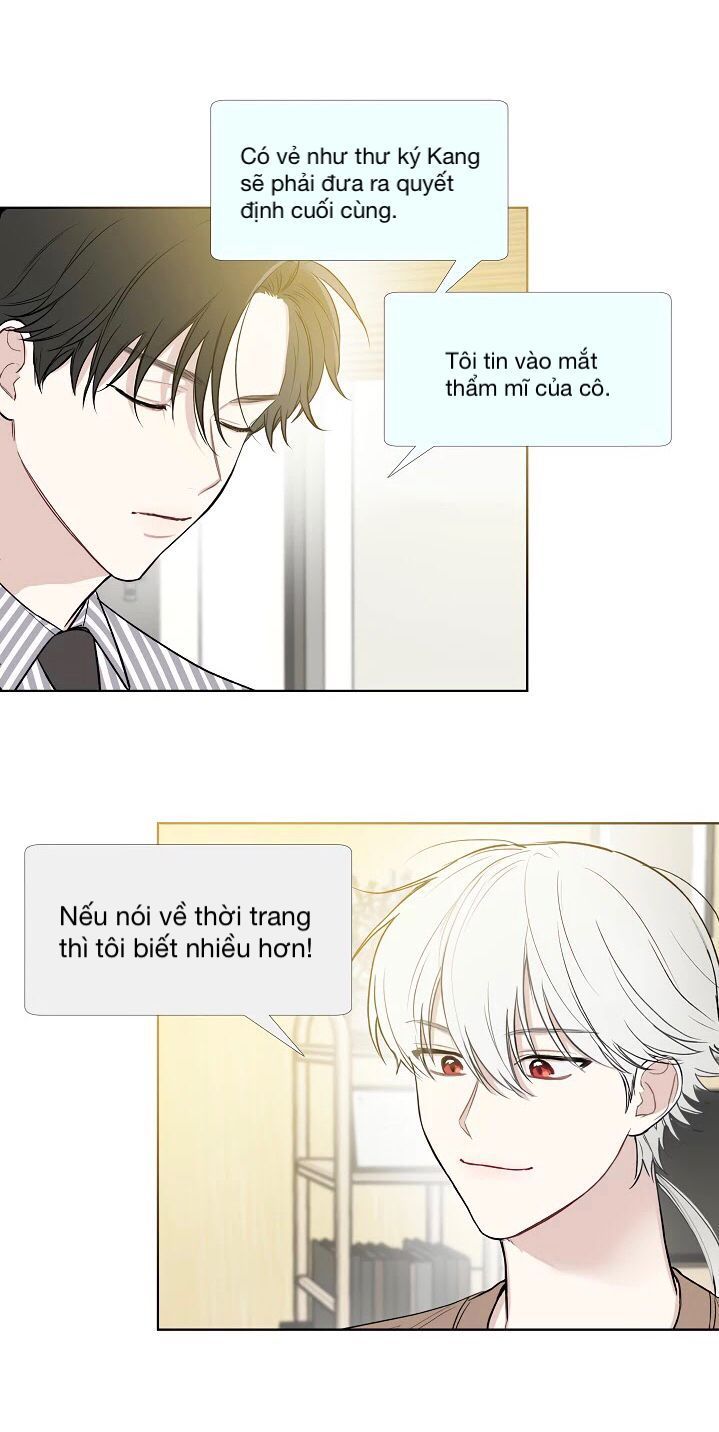 Có vẻ như thư ký Kang
sẽ phải đưa ra quyết
định cuối cùng.
Tôi tin vào mắt
thẩm mĩ của cô.
Nếu nói về thời trang
thì tôi biết nhiều hơn!